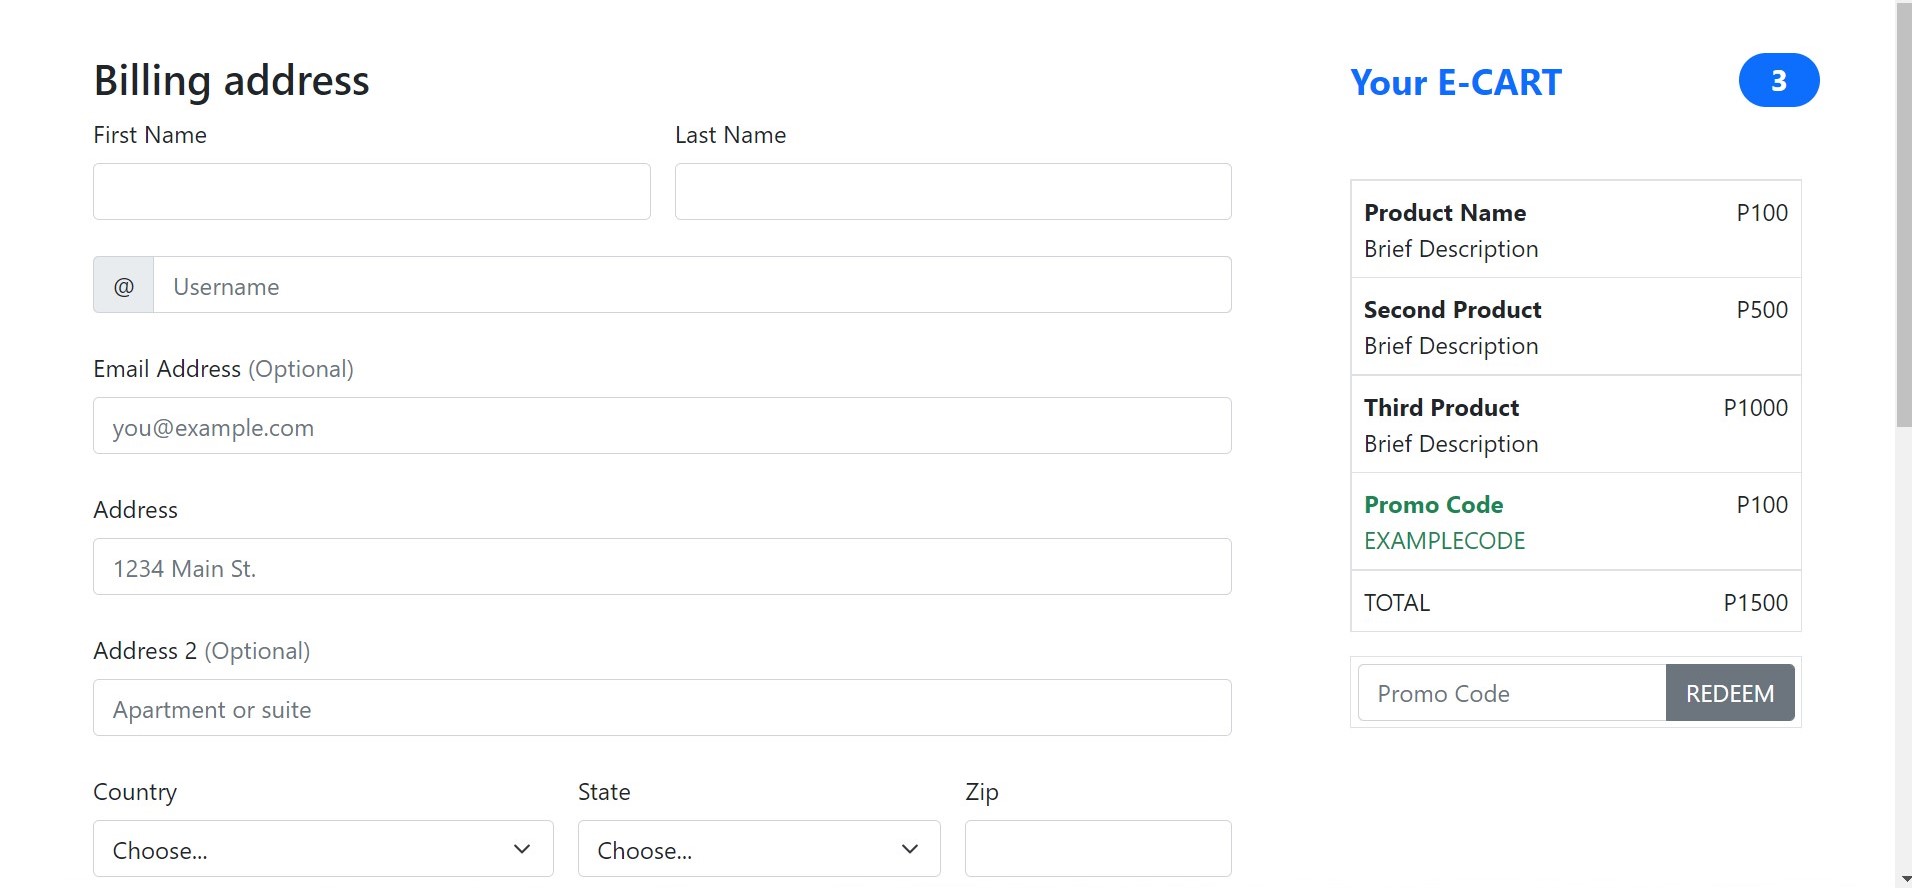 Billing address
First Name
Last Name
@
Username
Email Address (Optional)
you@example.com
Address
1234 Main St.
Address 2 (Optional)
Apartment or suite
Country
State
Zip
Choose...
Choose...
Your E-CART
3
Product Name P100
Brief Description
Second Product P500
Brief Description
Third Product P1000
Brief Description
Promo Code P100
EXAMPLECODE
TOTAL P1500
Promo Code
REDEEM